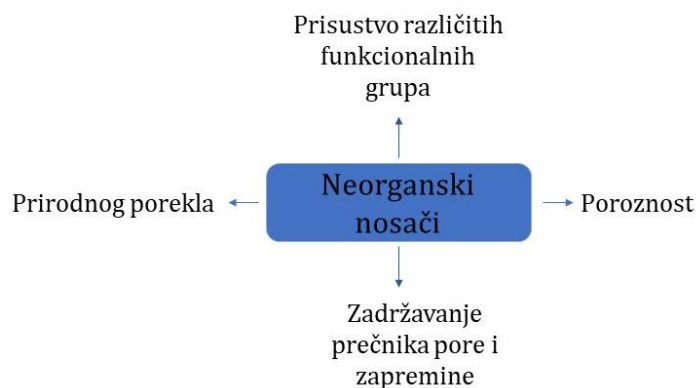 Prisustvo različitih
funkcionalnih
grupa
Prirodnog porekla
Neorganski
nosači
Poroznost
Zadržavanje
prečnika pore i
zapremine